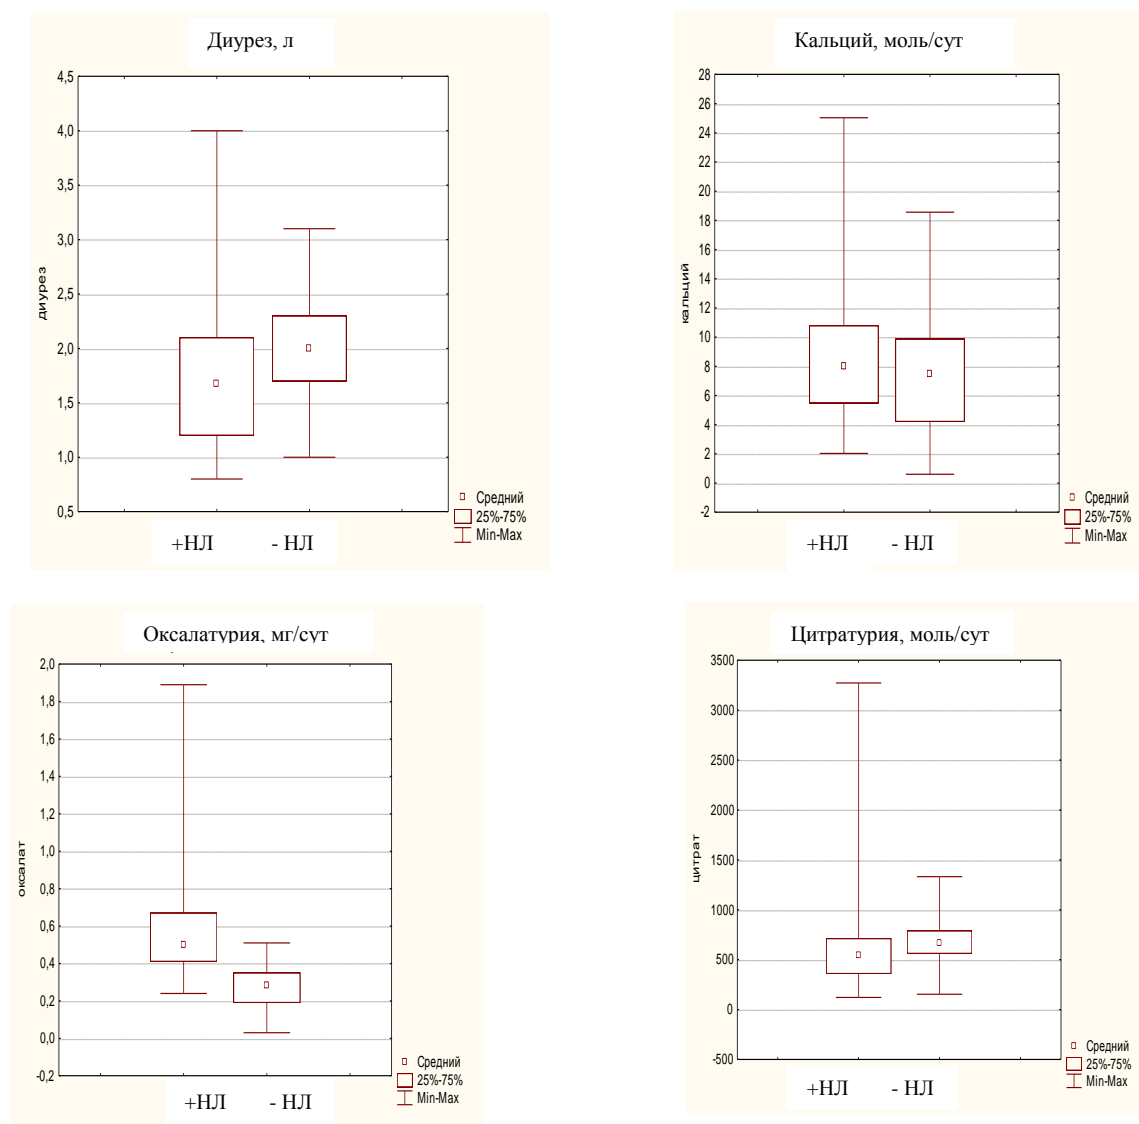 Диурез, л
4,5
4,0
3,5
3,0
2,5
2,0
1,5
1,0
0,5
диурез
+НЛ - НЛ
Средний
25%-75%
Min-Max
Кальций, моль/сут
28
26
24
22
20
18
16
14
12
10
8
6
4
2
0
-2
кальций
+НЛ - НЛ
Средний
25%-75%
Min-Max
Оксалатурия, мг/сут
2,0
1,8
1,6
1,4
1,2
1,0
0,8
0,6
0,4
0,2
0,0
-0,2
оксалат
+НЛ - НЛ
Средний
25%-75%
Min-Max
Цитратурия, моль/сут
3500
3000
2500
2000
1500
1000
500
0
-500
цитрат
+НЛ - НЛ
Средний
25%-75%
Min-Max